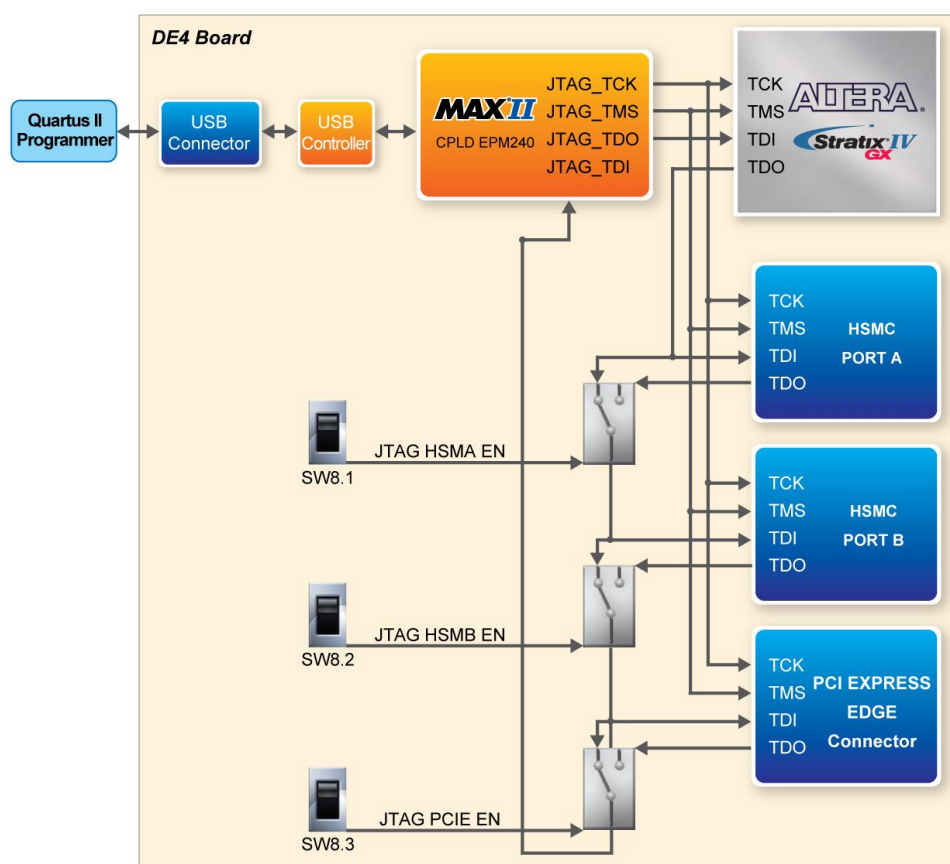 DE4 Board
Quartus II
Programmer
USB
Connector
USB
Controller
MAX II
CPLD EPM240
JTAG_TCK
JTAG_TMS
JTAG_TDO
JTAG_TDI
TCK
TMS
TDI
TDO
ALTERA®
Stratix IV
GX
TCK
TMS
TDI
TDO
HSMC
PORT A
SW8.1
JTAG HSMA EN
TCK
TMS
TDI
TDO
HSMC
PORT B
SW8.2
JTAG HSMB EN
TCK
TMS
TDI
TDO
PCI EXPRESS
EDGE
Connector
SW8.3
JTAG PCIE EN